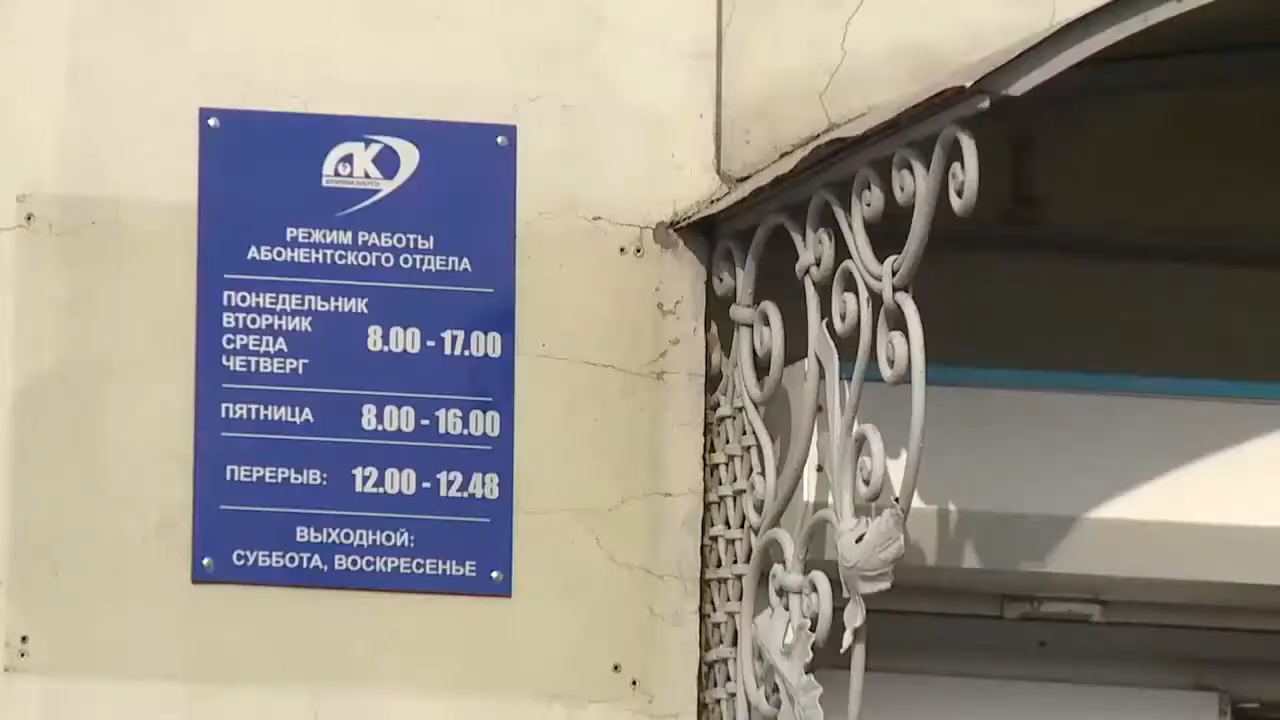 РЕЖИМ РАБОТЫ
АБОНЕНТСКОГО ОТДЕЛА
ПОНЕДЕЛЬНИК
ВТОРНИК
СРЕДА
ЧЕТВЕРГ
8.00 - 17.00
ПЯТНИЦА 8.00 - 16.00
ПЕРЕРЫВ: 12.00 - 12.48
ВЫХОДНОЙ:
СУББОТА, ВОСКРЕСЕНЬЕ